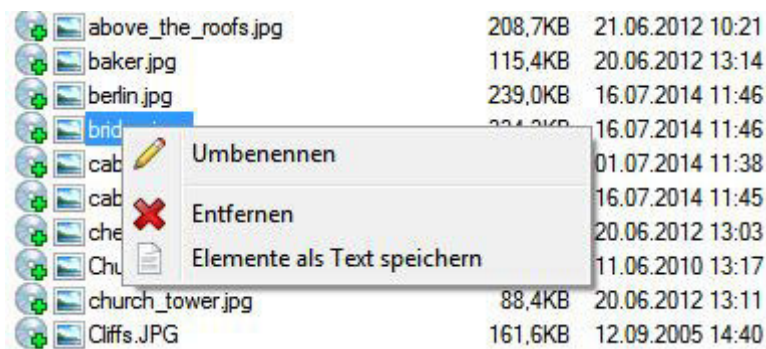 above_the_roofs.jpg 208,7KB 21.06.2012 10:21
baker.jpg 115,4KB 20.06.2012 13:14
berlin.jpg 239,0KB 16.07.2014 11:46
16.07.2014 11:46
Umbenennen
cab 01.07.2014 11:38
cab 16.07.2014 11:45
Entfernen
che 20.06.2012 13:03
Elemente als Text speichern
Chu 11.06.2010 13:17
church_tower.jpg 88,4KB 20.06.2012 13:11
Cliffs.JPG 161,6KB 12.09.2005 14:40